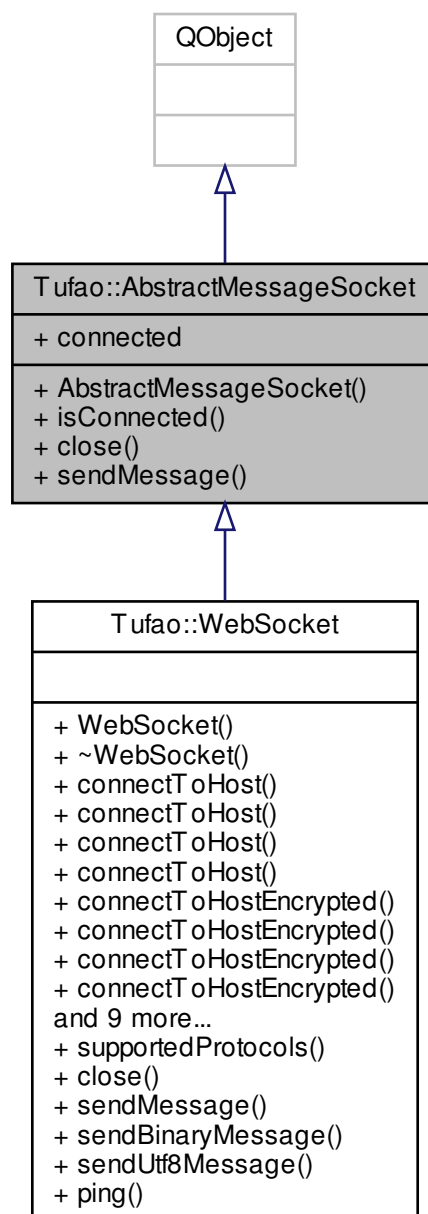 QObject
Tufao::AbstractMessageSocket
+ connected
+ AbstractMessageSocket()
+ isConnected()
+ close()
+ sendMessage()
Tufao::WebSocket
+ WebSocket()
+ ~WebSocket()
+ connectToHost()
+ connectToHost()
+ connectToHost()
+ connectToHost()
+ connectToHostEncrypted()
+ connectToHostEncrypted()
+ connectToHostEncrypted()
+ connectToHostEncrypted()
and 9 more...
+ supportedProtocols()
+ close()
+ sendMessage()
+ sendBinaryMessage()
+ sendUtf8Message()
+ ping()